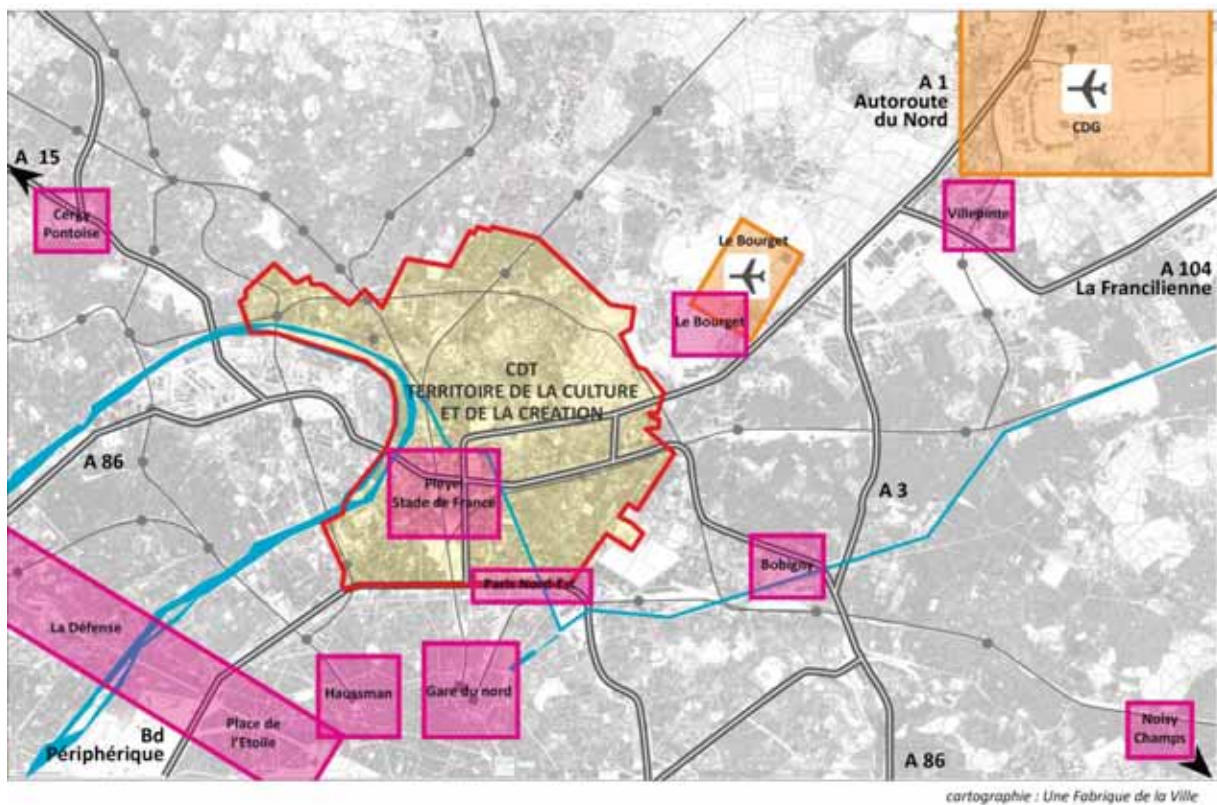 A 1
Autoroute
du Nord
CDG
A 15
Cergy
Pontoise
Villepinte
Le Bourget
A 104
La Francilienne
Le Bourget
CDT
TERRITOIRE DE LA CULTURE
ET DE LA CRÉATION
A 86
Pleyel
Stade de France
A 3
Bobigny
Paris Nord-Est
La Défense
Haussman
Gare du nord
Place de
l'Etoile
Bd
Périphérique
Noisy
Champs
A 86
cartographie : Une Fabrique de la Ville